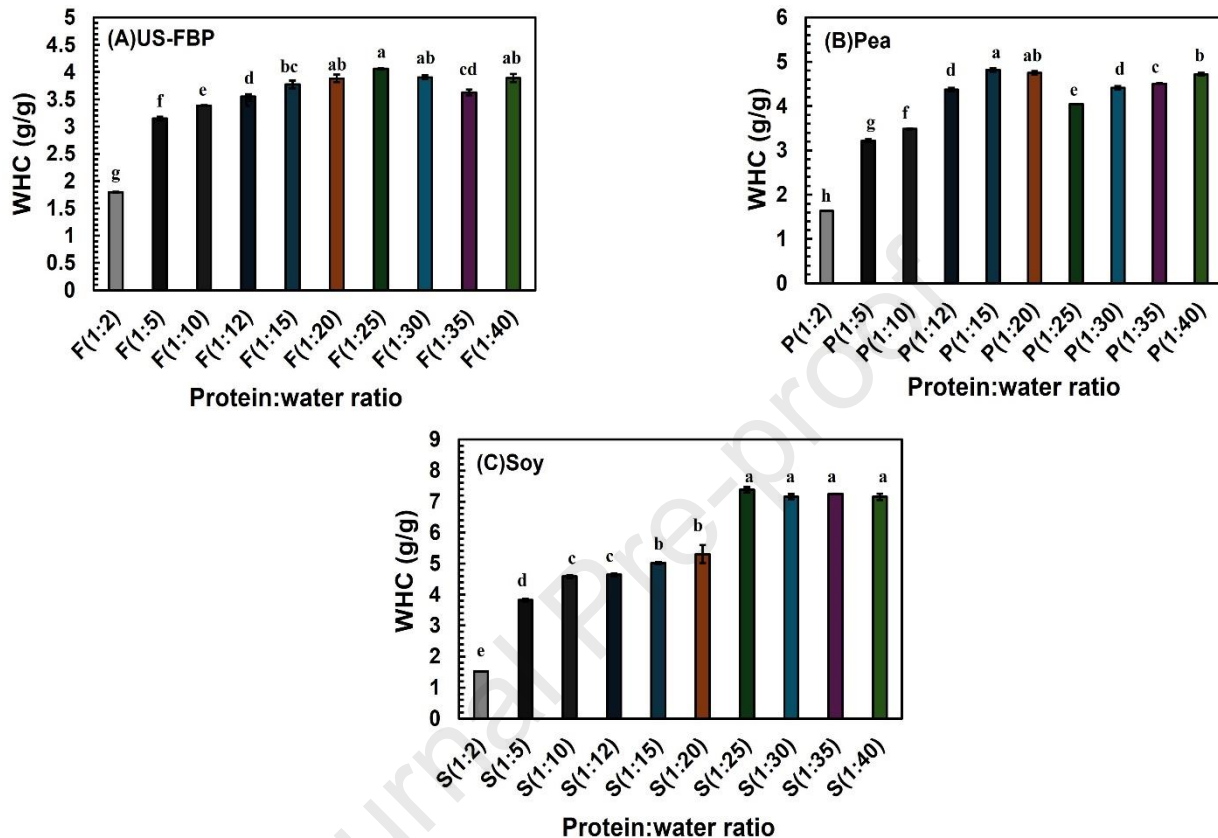 (A)US-FBP
WHC (g/g)
5
4.5
4
3.5
3
2.5
2
1.5
1
0.5
0
g
f
e
d
bc
ab
a
ab
cd
ab
F(1:2)
F(1:5)
F(1:10)
F(1:12)
F(1:15)
F(1:20)
F(1:25)
F(1:30)
F(1:35)
F(1:40)
Protein:water ratio
(B)Pea
WHC (g/g)
6
5
4
3
2
1
0
h
g
f
d
a
ab
e
d
c
b
P(1:2)
P(1:5)
P(1:10)
P(1:12)
P(1:15)
P(1:20)
P(1:25)
P(1:30)
P(1:35)
P(1:40)
Protein:water ratio
(C)Soy
WHC (g/g)
9
8
7
6
5
4
3
2
1
0
e
d
c
c
b
b
a
a
a
a
S(1:2)
S(1:5)
S(1:10)
S(1:12)
S(1:15)
S(1:20)
S(1:25)
S(1:30)
S(1:35)
S(1:40)
Protein:water ratio
urnal Pre-proof